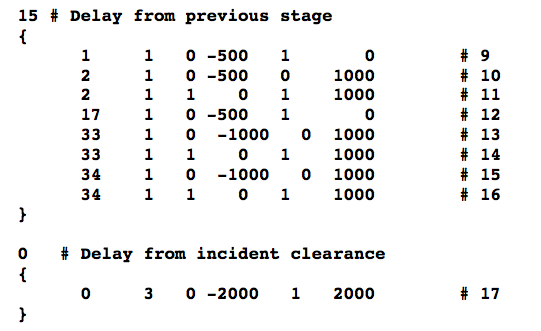 15 # Delay from previous stage
{
1 1 0 -500 1 0 # 9
2 1 0 -500 0 1000 # 10
2 1 1 0 1 1000 # 11
17 1 0 -500 1 0 # 12
33 1 0 -1000 0 1000 # 13
33 1 1 0 1 1000 # 14
34 1 0 -1000 0 1000 # 15
34 1 1 0 1 1000 # 16
}
0 # Delay from incident clearance
{
0 3 0 -2000 1 2000 # 17
}